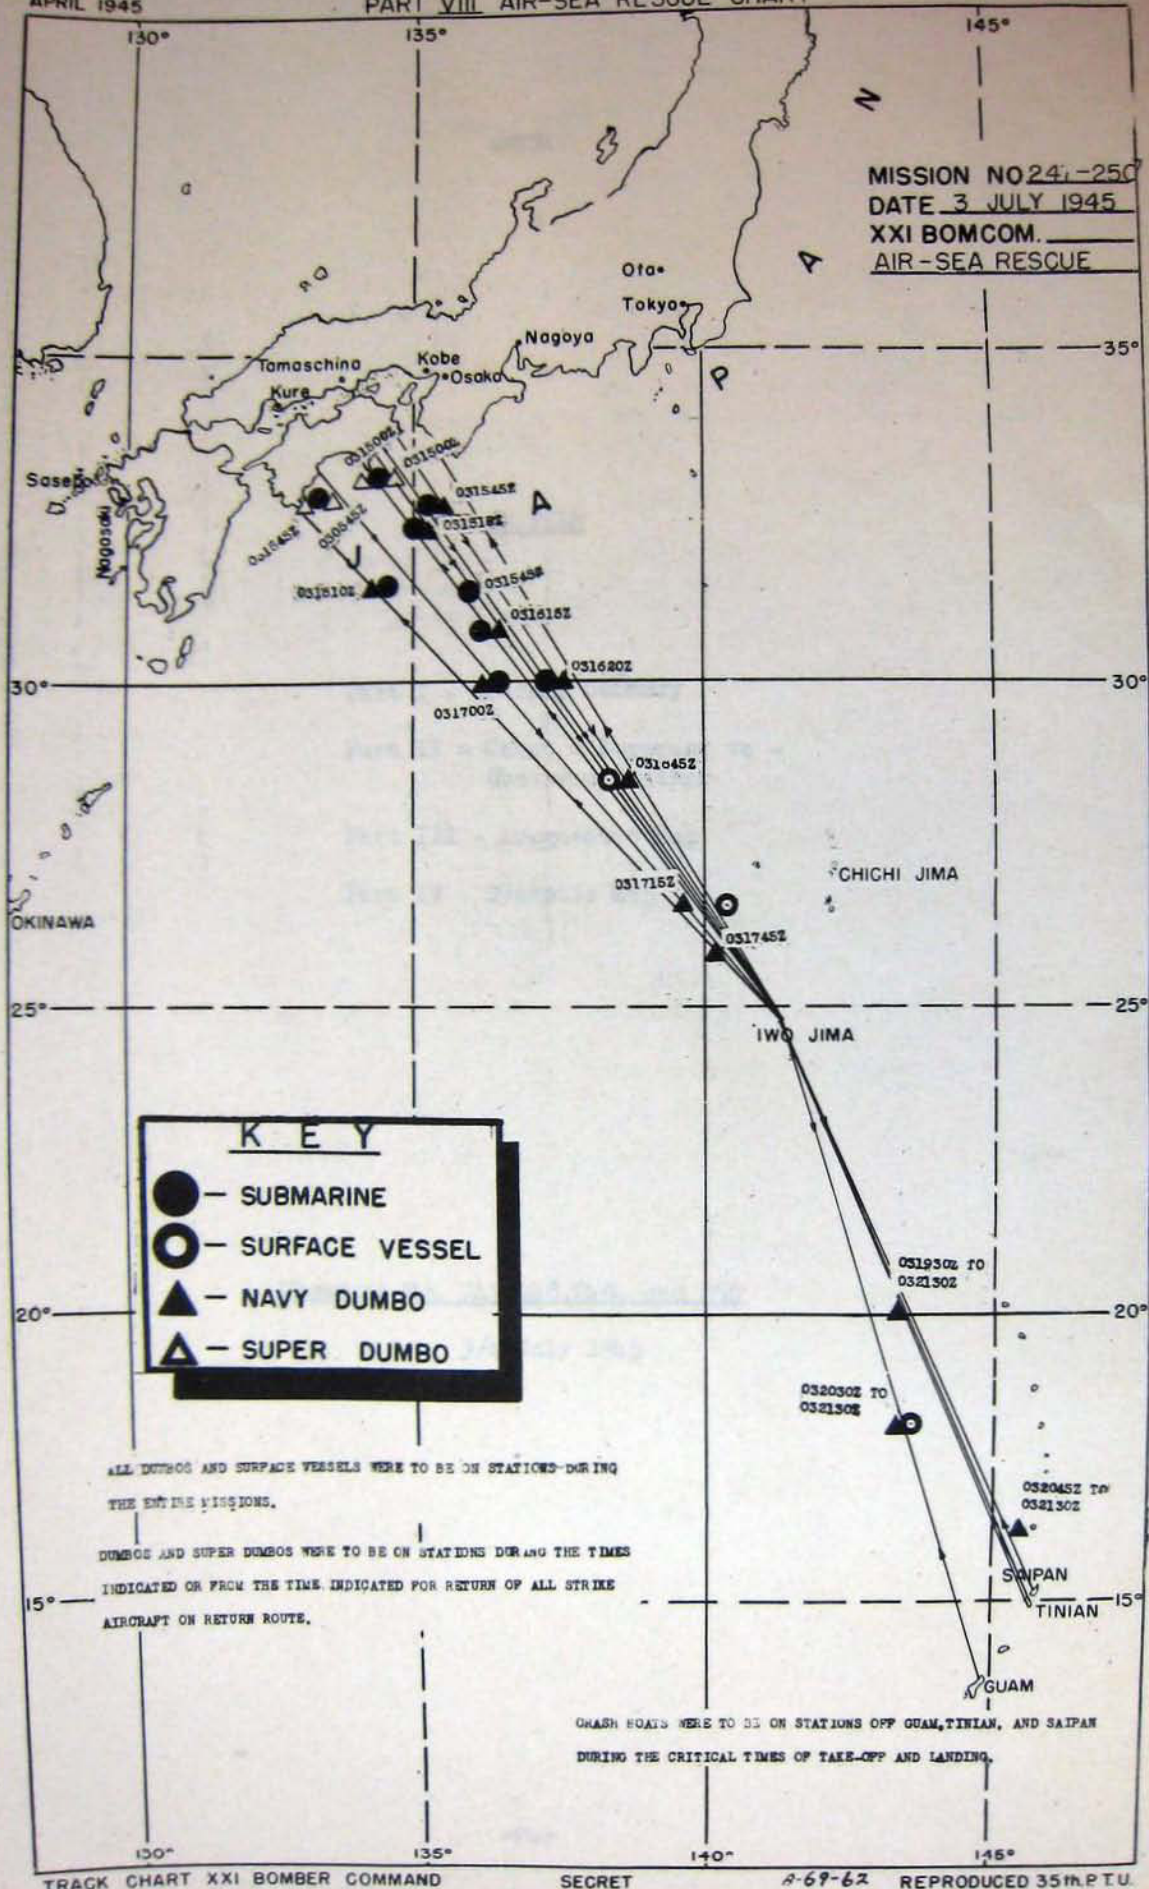 APRIL 1945
PART VIII AIR-SEA RESCUE CHART
130°
135°
145°
MISSION NO 247-250
DATE 3 JULY 1945
XXI BOMCOM.
AIR-SEA RESCUE
J A P A N
Ota
Tokyo
Nagoya
35°
Tamaschina
Kobe
Osaka
Kure
Sasebo
Nagasaki
031500Z
031500Z
031545Z
031515Z
031545Z
030545Z
031545Z
031510Z
031615Z
031620Z
30°
30°
031700Z
031645Z
031715Z
CHICHI JIMA
OKINAWA
031745Z
25°
25°
IWO JIMA
KEY
- SUBMARINE
- SURFACE VESSEL
- NAVY DUMBO
- SUPER DUMBO
031930Z TO
032130Z
20°
20°
032030Z TO
032130Z
032045Z TO
032130Z
ALL DUMBOS AND SURFACE VESSELS WERE TO BE ON STATIONS DURING
THE ENTIRE MISSIONS.
DUMBOS AND SUPER DUMBOS WERE TO BE ON STATIONS DURING THE TIMES
INDICATED OR FROM THE TIME INDICATED FOR RETURN OF ALL STRIKE
AIRCRAFT ON RETURN ROUTE.
SAIPAN
TINIAN
15°
15°
GUAM
CRASH BOATS WERE TO BE ON STATIONS OFF GUAM, TINIAN, AND SAIPAN
DURING THE CRITICAL TIMES OF TAKE-OFF AND LANDING.
130°
135°
140°
145°
TRACK CHART XXI BOMBER COMMAND
SECRET
A-69-62
REPRODUCED 35th P.T.U.